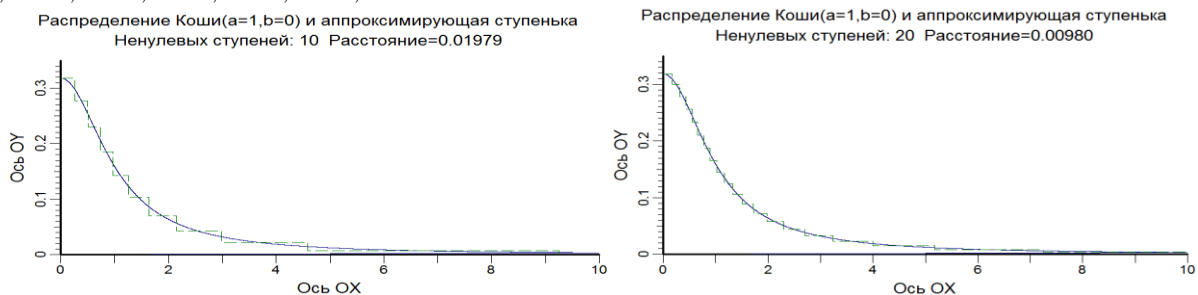 Распределение Коши(a=1,b=0) и аппроксимирующая ступенька
Ненулевых ступеней: 10 Расстояние=0.01979
Ось OY
0
0.1
0.2
0.3
0 2 4 6 8 10
Ось OX
Распределение Коши(a=1,b=0) и аппроксимирующая ступенька
Ненулевых ступеней: 20 Расстояние=0.00980
Ось OY
0
0.1
0.2
0.3
0 2 4 6 8 10
Ось OX